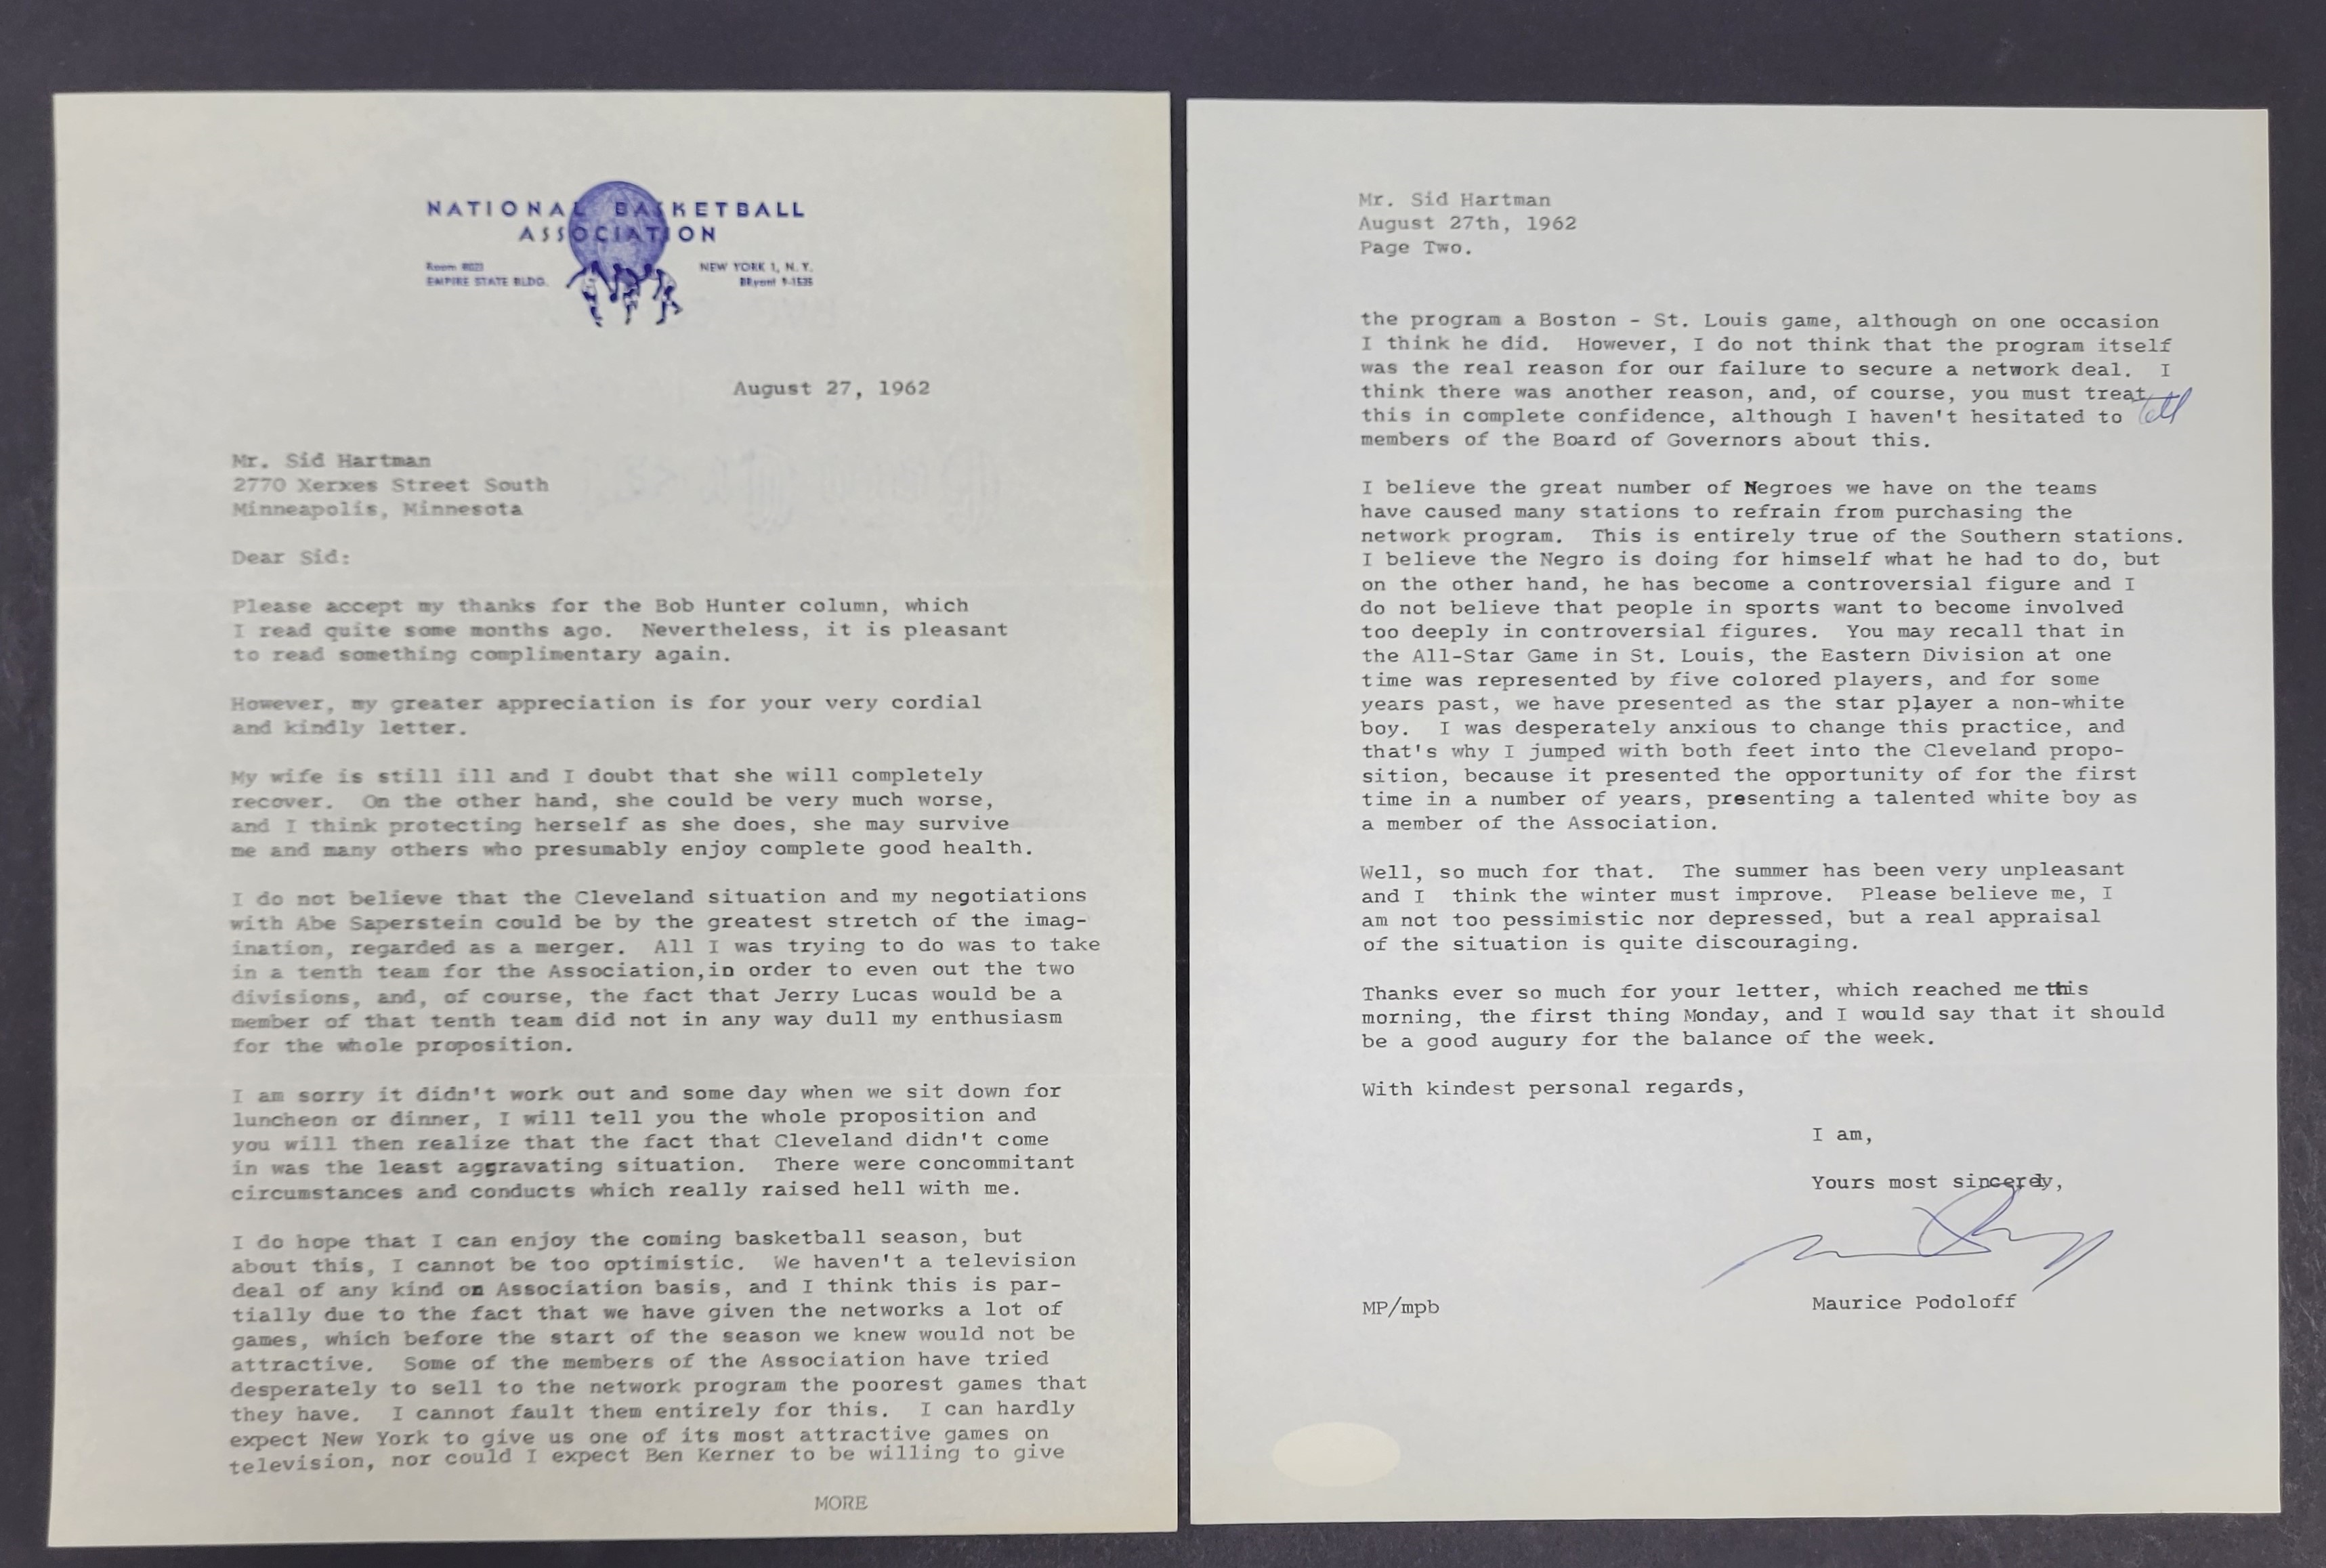 NATIONAL BASKETBALL
ASSOCIATION
Room 8023
EMPIRE STATE BLDG.
NEW YORK 1, N. Y.
BRyant 9-1535
August 27, 1962
Mr. Sid Hartman
2770 Xerxes Street South
Minneapolis, Minnesota
Dear Sid:
Please accept my thanks for the Bob Hunter column, which
I read quite some months ago. Nevertheless, it is pleasant
to read something complimentary again.
However, my greater appreciation is for your very cordial
and kindly letter.
My wife is still ill and I doubt that she will completely
recover. On the other hand, she could be very much worse,
and I think protecting herself as she does, she may survive
me and many others who presumably enjoy complete good health.
I do not believe that the Cleveland situation and my negotiations
with Abe Saperstein could be by the greatest stretch of the imag-
ination, regarded as a merger. All I was trying to do was to take
in a tenth team for the Association,in order to even out the two
divisions, and, of course, the fact that Jerry Lucas would be a
member of that tenth team did not in any way dull my enthusiasm
for the whole proposition.
I am sorry it didn't work out and some day when we sit down for
luncheon or dinner, I will tell you the whole proposition and
you will then realize that the fact that Cleveland didn't come
in was the least aggravating situation. There were concommitant
circumstances and conducts which really raised hell with me.
I do hope that I can enjoy the coming basketball season, but
about this, I cannot be too optimistic. We haven't a television
deal of any kind on Association basis, and I think this is par-
tially due to the fact that we have given the networks a lot of
games, which before the start of the season we knew would not be
attractive. Some of the members of the Association have tried
desperately to sell to the network program the poorest games that
they have. I cannot fault them entirely for this. I can hardly
expect New York to give us one of its most attractive games on
television, nor could I expect Ben Kerner to be willing to give
MORE
Mr. Sid Hartman
August 27th, 1962
Page Two.
the program a Boston - St. Louis game, although on one occasion
I think he did. However, I do not think that the program itself
was the real reason for our failure to secure a network deal. I
think there was another reason, and, of course, you must treat
this in complete confidence, although I haven't hesitated to tell
members of the Board of Governors about this.
I believe the great number of Negroes we have on the teams
have caused many stations to refrain from purchasing the
network program. This is entirely true of the Southern stations.
I believe the Negro is doing for himself what he had to do, but
on the other hand, he has become a controversial figure and I
do not believe that people in sports want to become involved
too deeply in controversial figures. You may recall that in
the All-Star Game in St. Louis, the Eastern Division at one
time was represented by five colored players, and for some
years past, we have presented as the star player a non-white
boy. I was desperately anxious to change this practice, and
that's why I jumped with both feet into the Cleveland propo-
sition, because it presented the opportunity of for the first
time in a number of years, presenting a talented white boy as
a member of the Association.
Well, so much for that. The summer has been very unpleasant
and I think the winter must improve. Please believe me, I
am not too pessimistic nor depressed, but a real appraisal
of the situation is quite discouraging.
Thanks ever so much for your letter, which reached me this
morning, the first thing Monday, and I would say that it should
be a good augury for the balance of the week.
With kindest personal regards,
I am,
Yours most sincerely,
MP/mpb
Maurice Podoloff